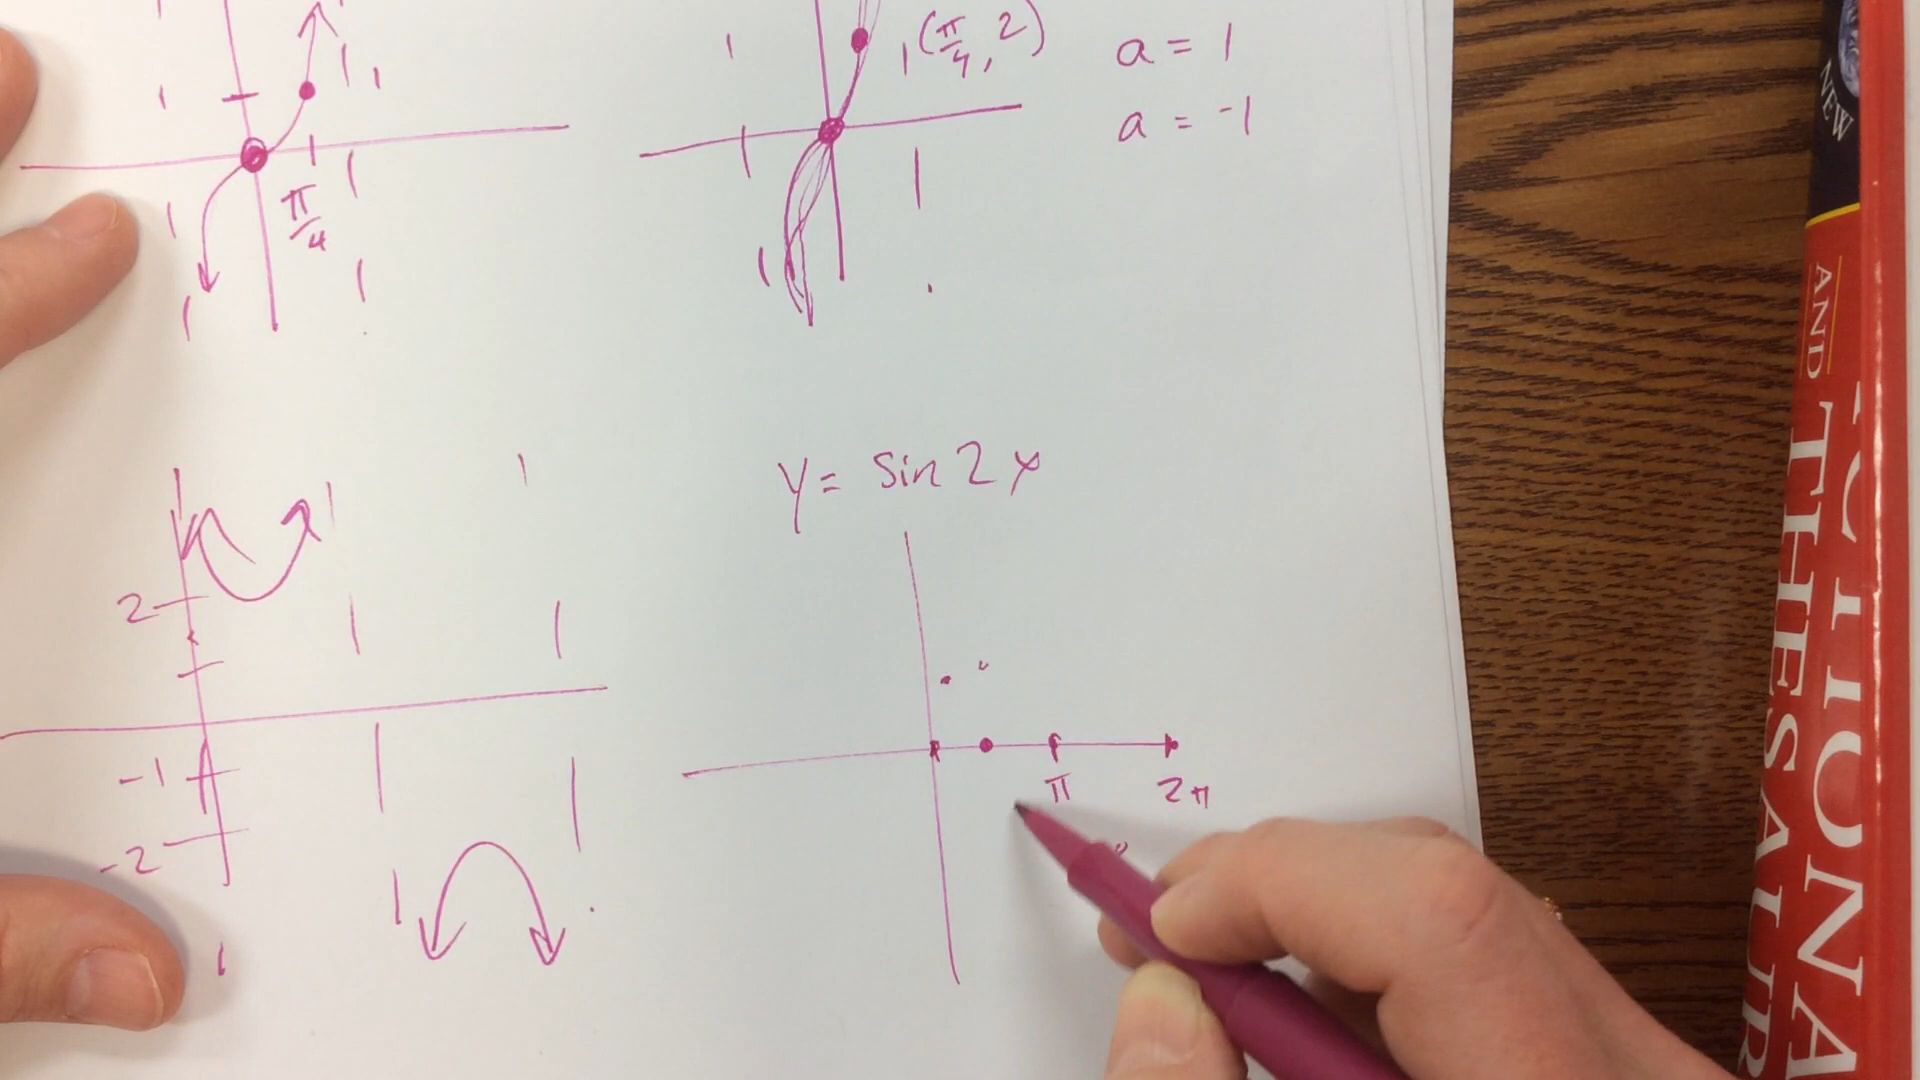 (π/4, 2)
a = 1
a = -1
π/4
y = sin 2x
2
-1
-2
π
2π
NEW
AND
THESAUR